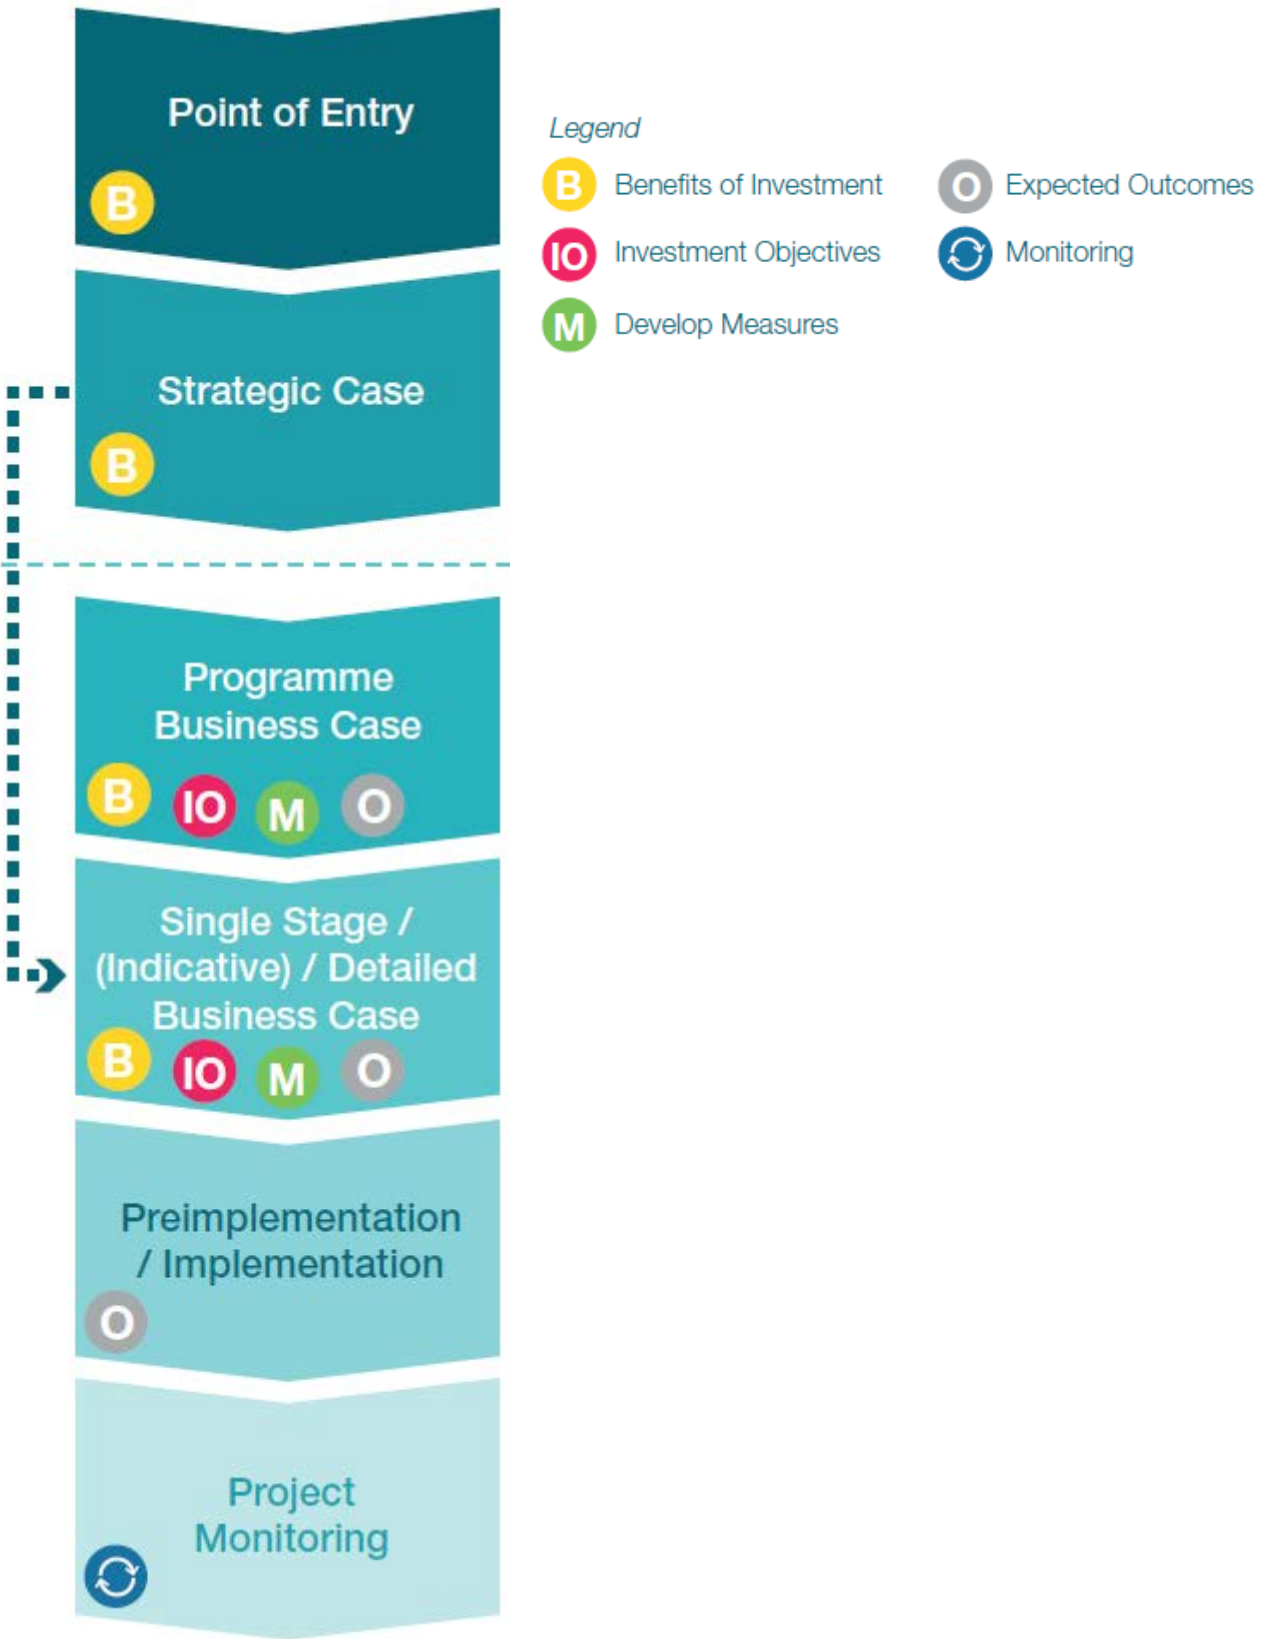 Point of Entry
B
Legend
B Benefits of Investment
O Expected Outcomes
IO Investment Objectives
Monitoring
M Develop Measures
Strategic Case
B
Programme
Business Case
B IO M O
Single Stage /
(Indicative) / Detailed
Business Case
B IO M O
Preimplementation
/ Implementation
O
Project
Monitoring